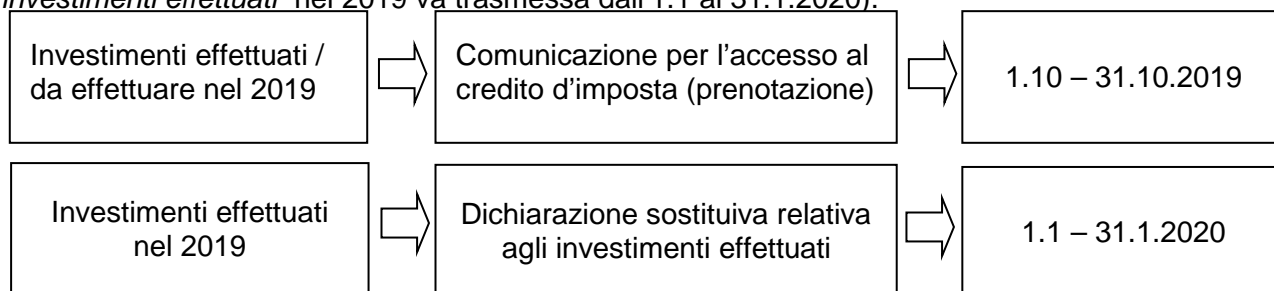 investimenti effettuati" nel 2019 va trasmessa dall'1.1 al 31.1.2020).
Investimenti effettuati /
da effettuare nel 2019
Comunicazione per l'accesso al
credito d'imposta (prenotazione)
1.10 – 31.10.2019
Investimenti effettuati
nel 2019
Dichiarazione sostituiva relativa
agli investimenti effettuati
1.1 – 31.1.2020